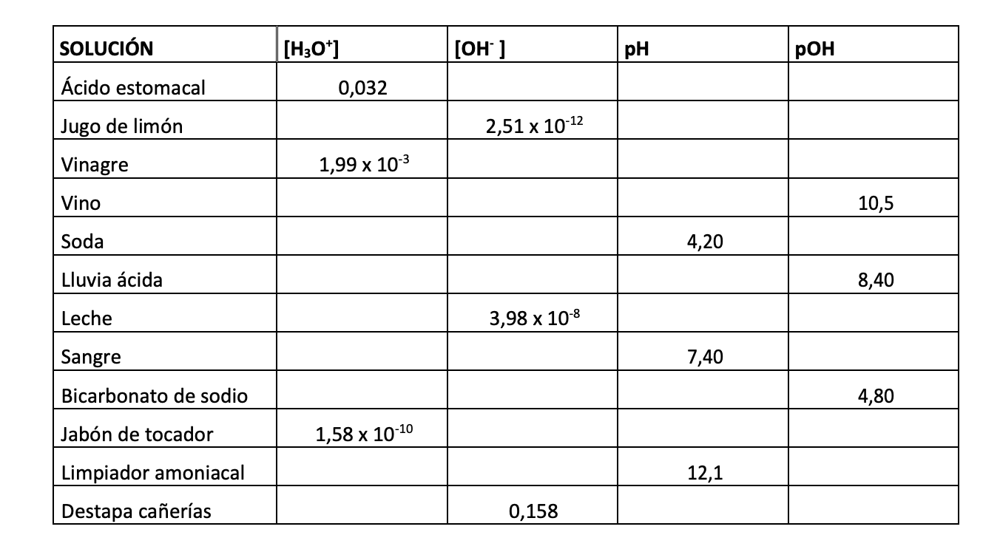 SOLUCIÓN [H₃O⁺] [OH⁻ ] pH pOH
Ácido estomacal 0,032
Jugo de limón 2,51 x 10⁻¹²
Vinagre 1,99 x 10⁻³
Vino 10,5
Soda 4,20
Lluvia ácida 8,40
Leche 3,98 x 10⁻⁸
Sangre 7,40
Bicarbonato de sodio 4,80
Jabón de tocador 1,58 x 10⁻¹⁰
Limpiador amoniacal 12,1
Destapa cañerías 0,158